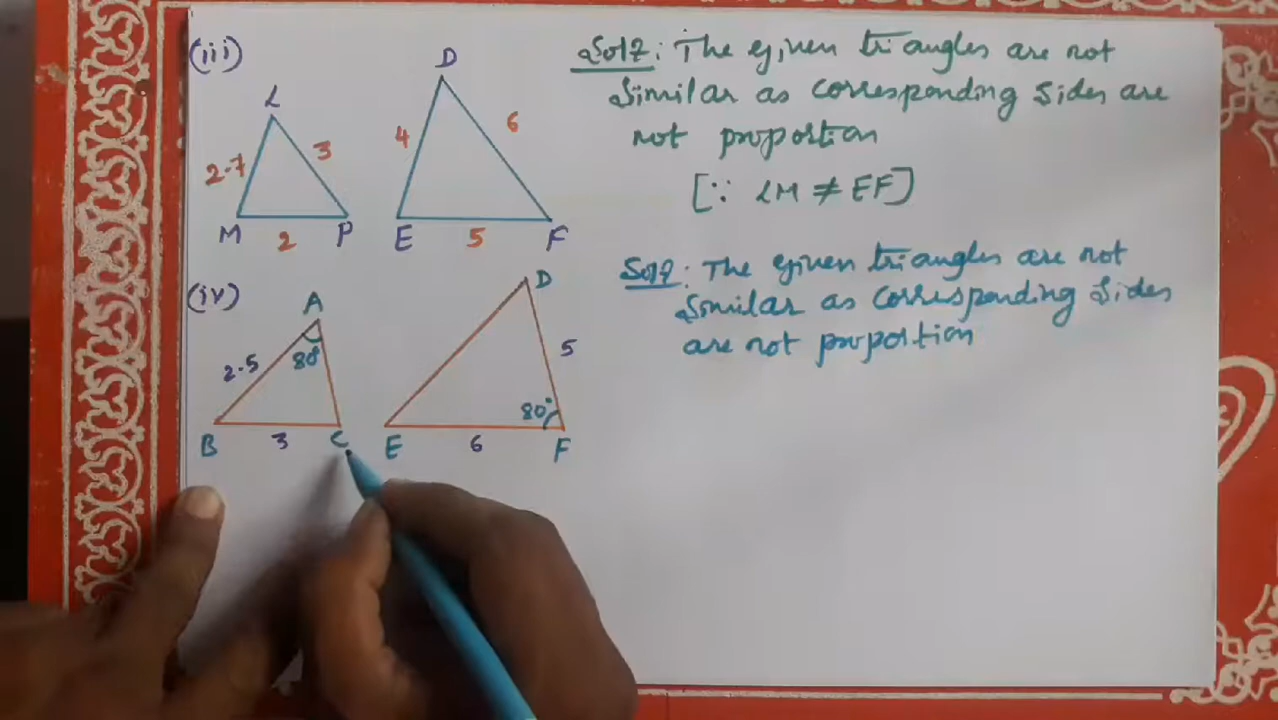 (iii)
D
L
4
6
2.7
3
M
2
P
E
5
F
Sol?: The given triangles are not
Similar as corresponding Sides are
not proportion
[∵ LM ≠ EF]
(iv)
A
D
2.5
80°
5
80°
B
3
C
E
6
F
Sol?: The given triangles are not
Similar as corresponding Sides
are not proportion